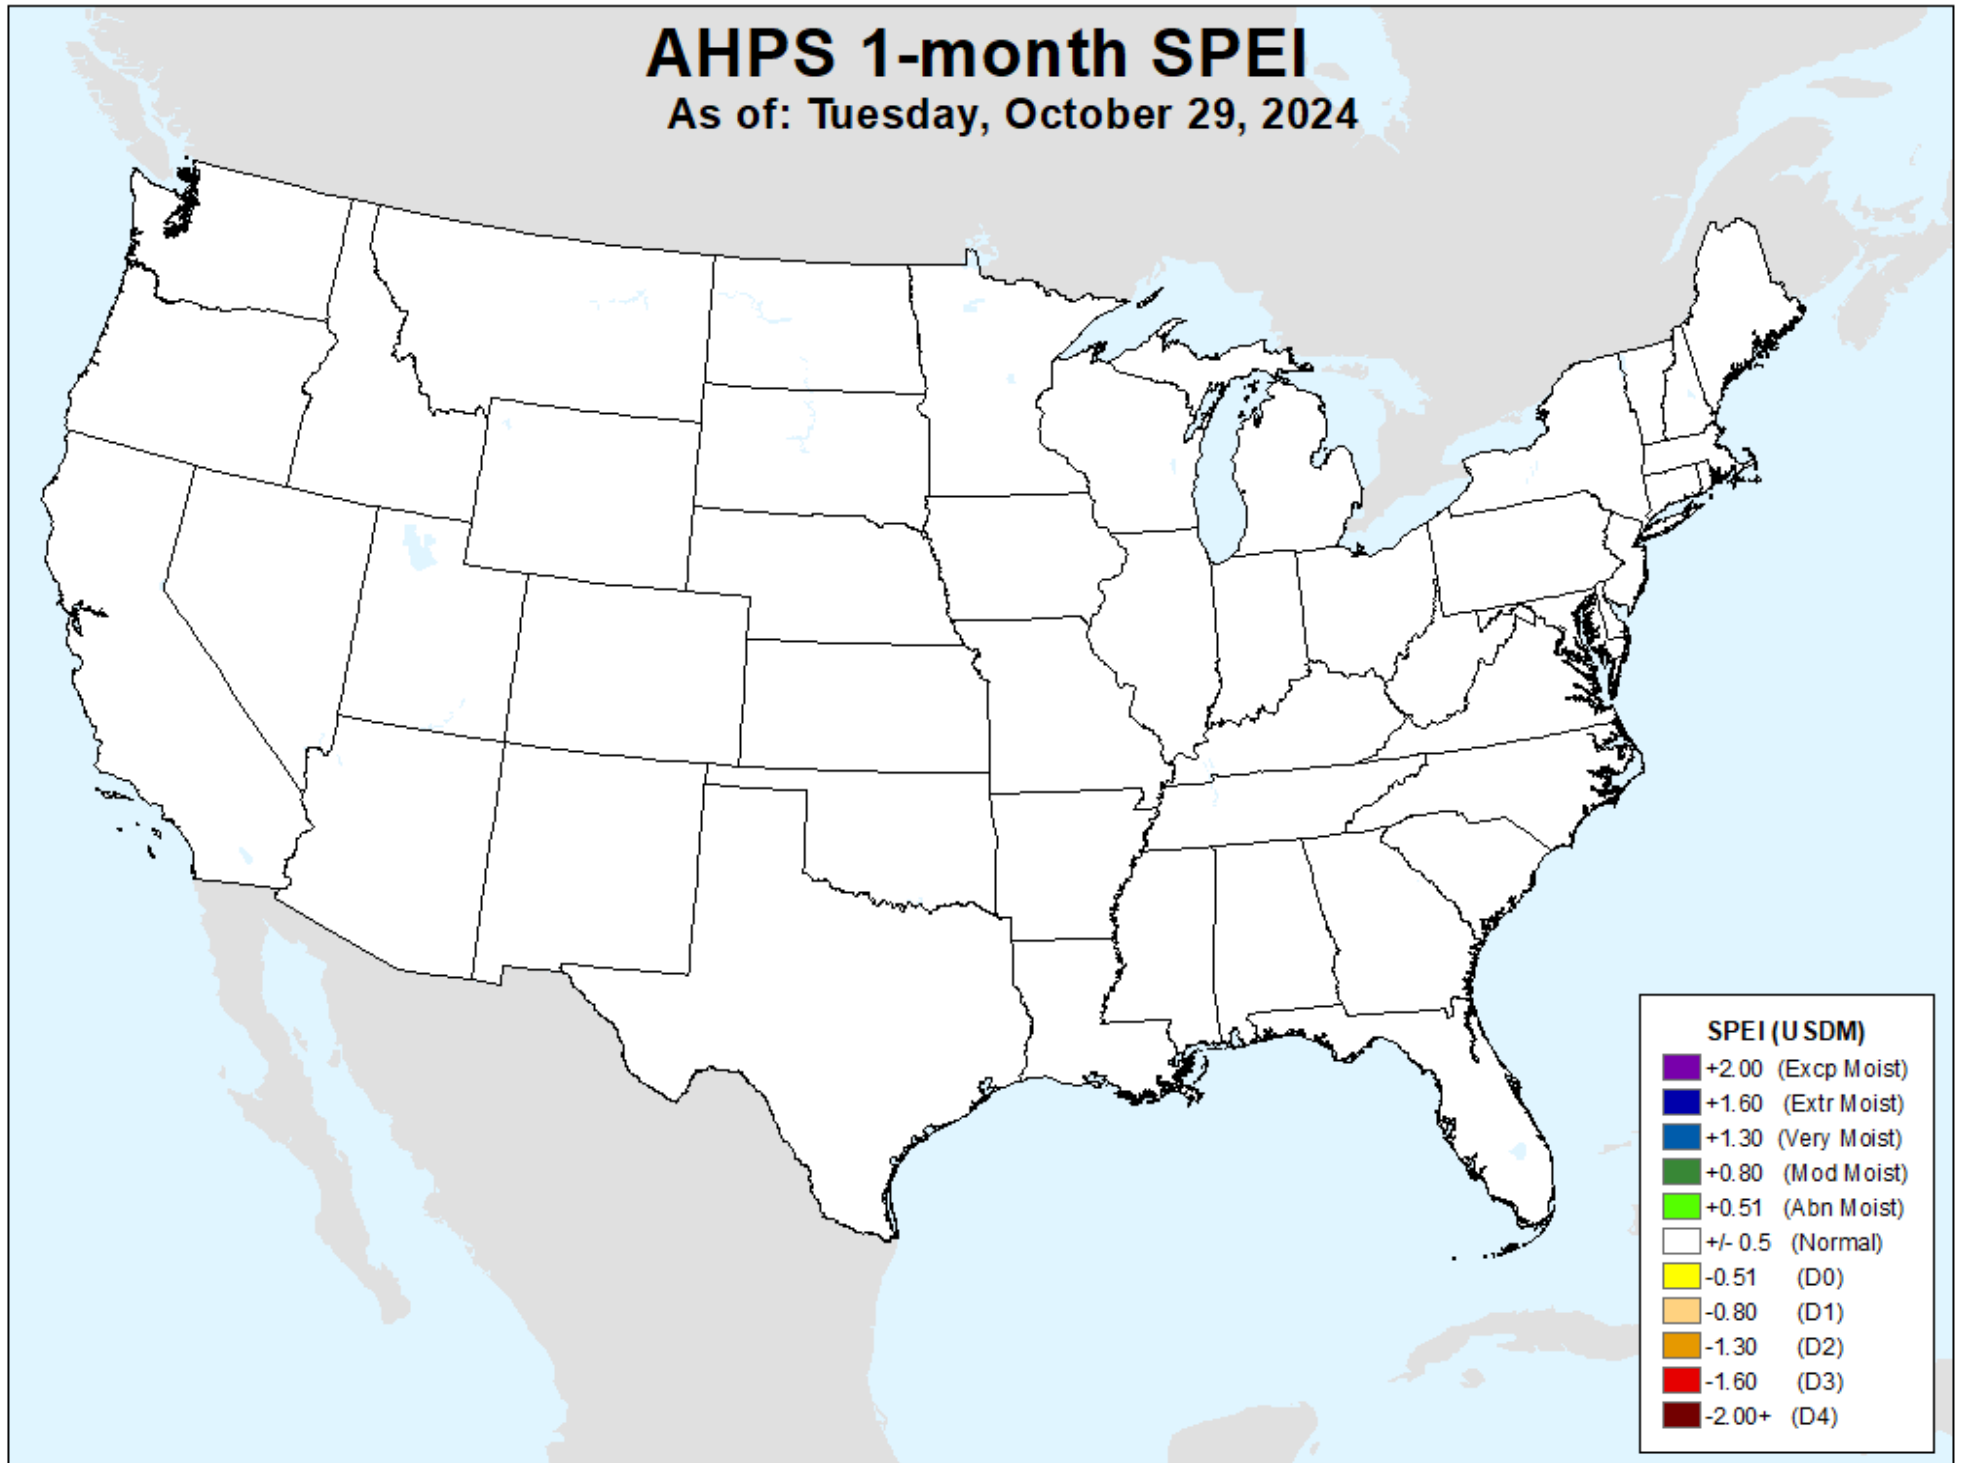 AHPS 1-month SPEI
As of: Tuesday, October 29, 2024
SPEI (USDM)
+2.00 (Excp Moist)
+1.60 (Extr Moist)
+1.30 (Very Moist)
+0.80 (Mod Moist)
+0.51 (Abn Moist)
+/- 0.5 (Normal)
-0.51 (D0)
-0.80 (D1)
-1.30 (D2)
-1.60 (D3)
-2.00+ (D4)